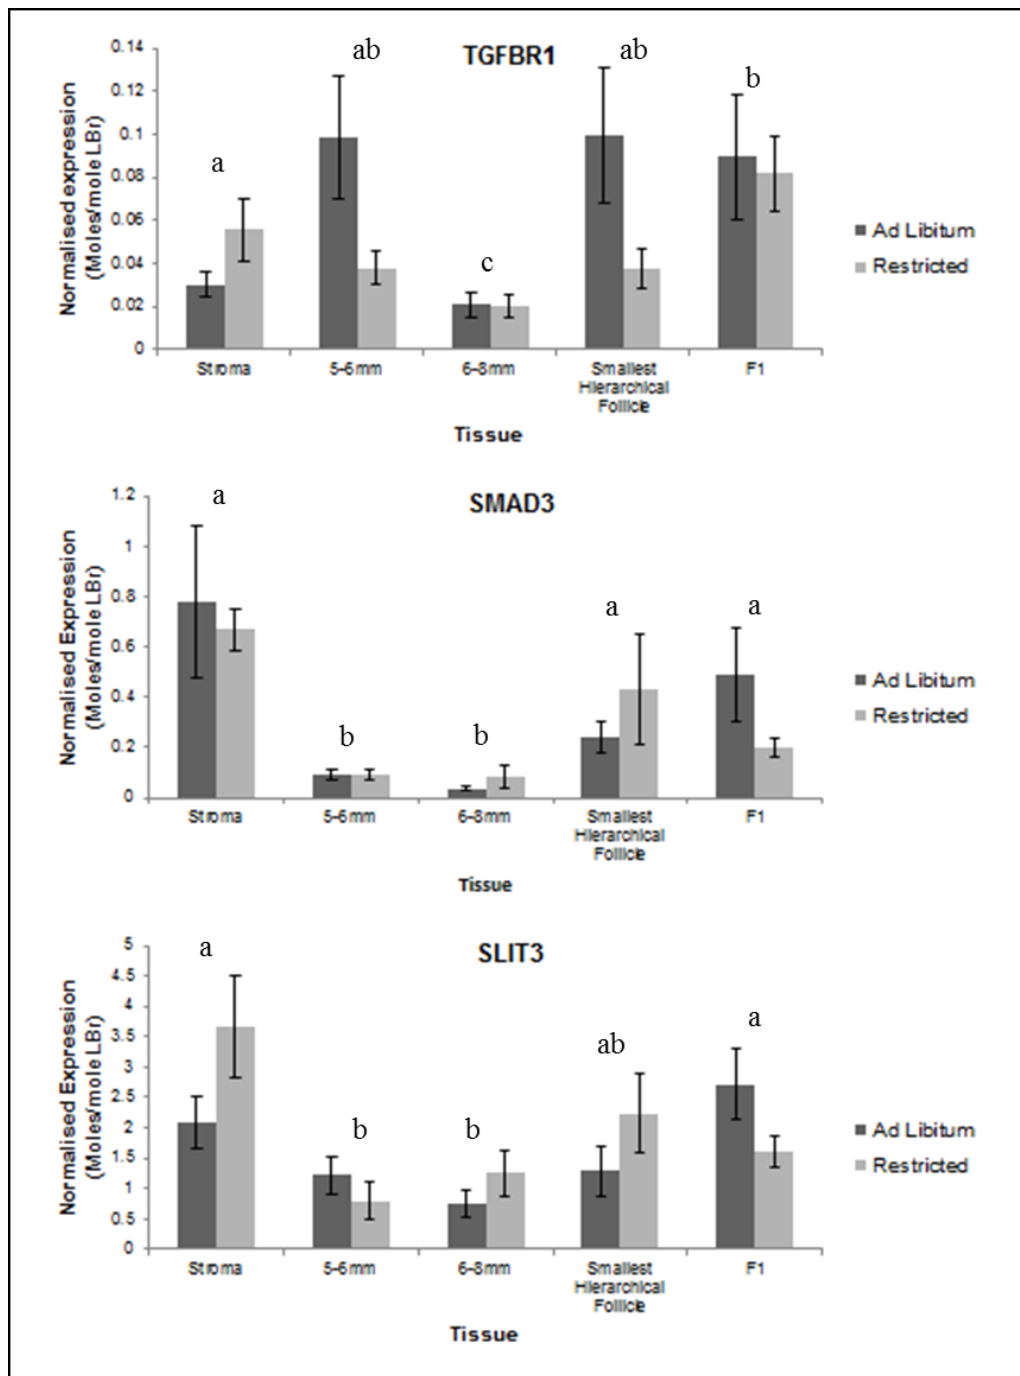 TGFBR1
Normalised expression
(Moles/mole LBr)
0.14
0.12
0.1
0.08
0.06
0.04
0.02
0
a
ab
c
ab
b
Ad Libitum
Restricted
Stroma
5-6mm
6-8mm
Smallest
Hierarchical
Follicle
F1
Tissue
SMAD3
Normalised Expression
(Moles/mole LBr)
1.2
1
0.8
0.6
0.4
0.2
0
a
b
b
a
a
Ad Libitum
Restricted
Stroma
5-6mm
6-8mm
Smallest
Hierarchical
Follicle
F1
Tissue
SLIT3
Normalised Expression
(Moles/mole LBr)
5
4.5
4
3.5
3
2.5
2
1.5
1
0.5
0
a
b
b
ab
a
Ad Libitum
Restricted
Stroma
5-6mm
6-8mm
Smallest
Hierarchical
Follicle
F1
Tissue